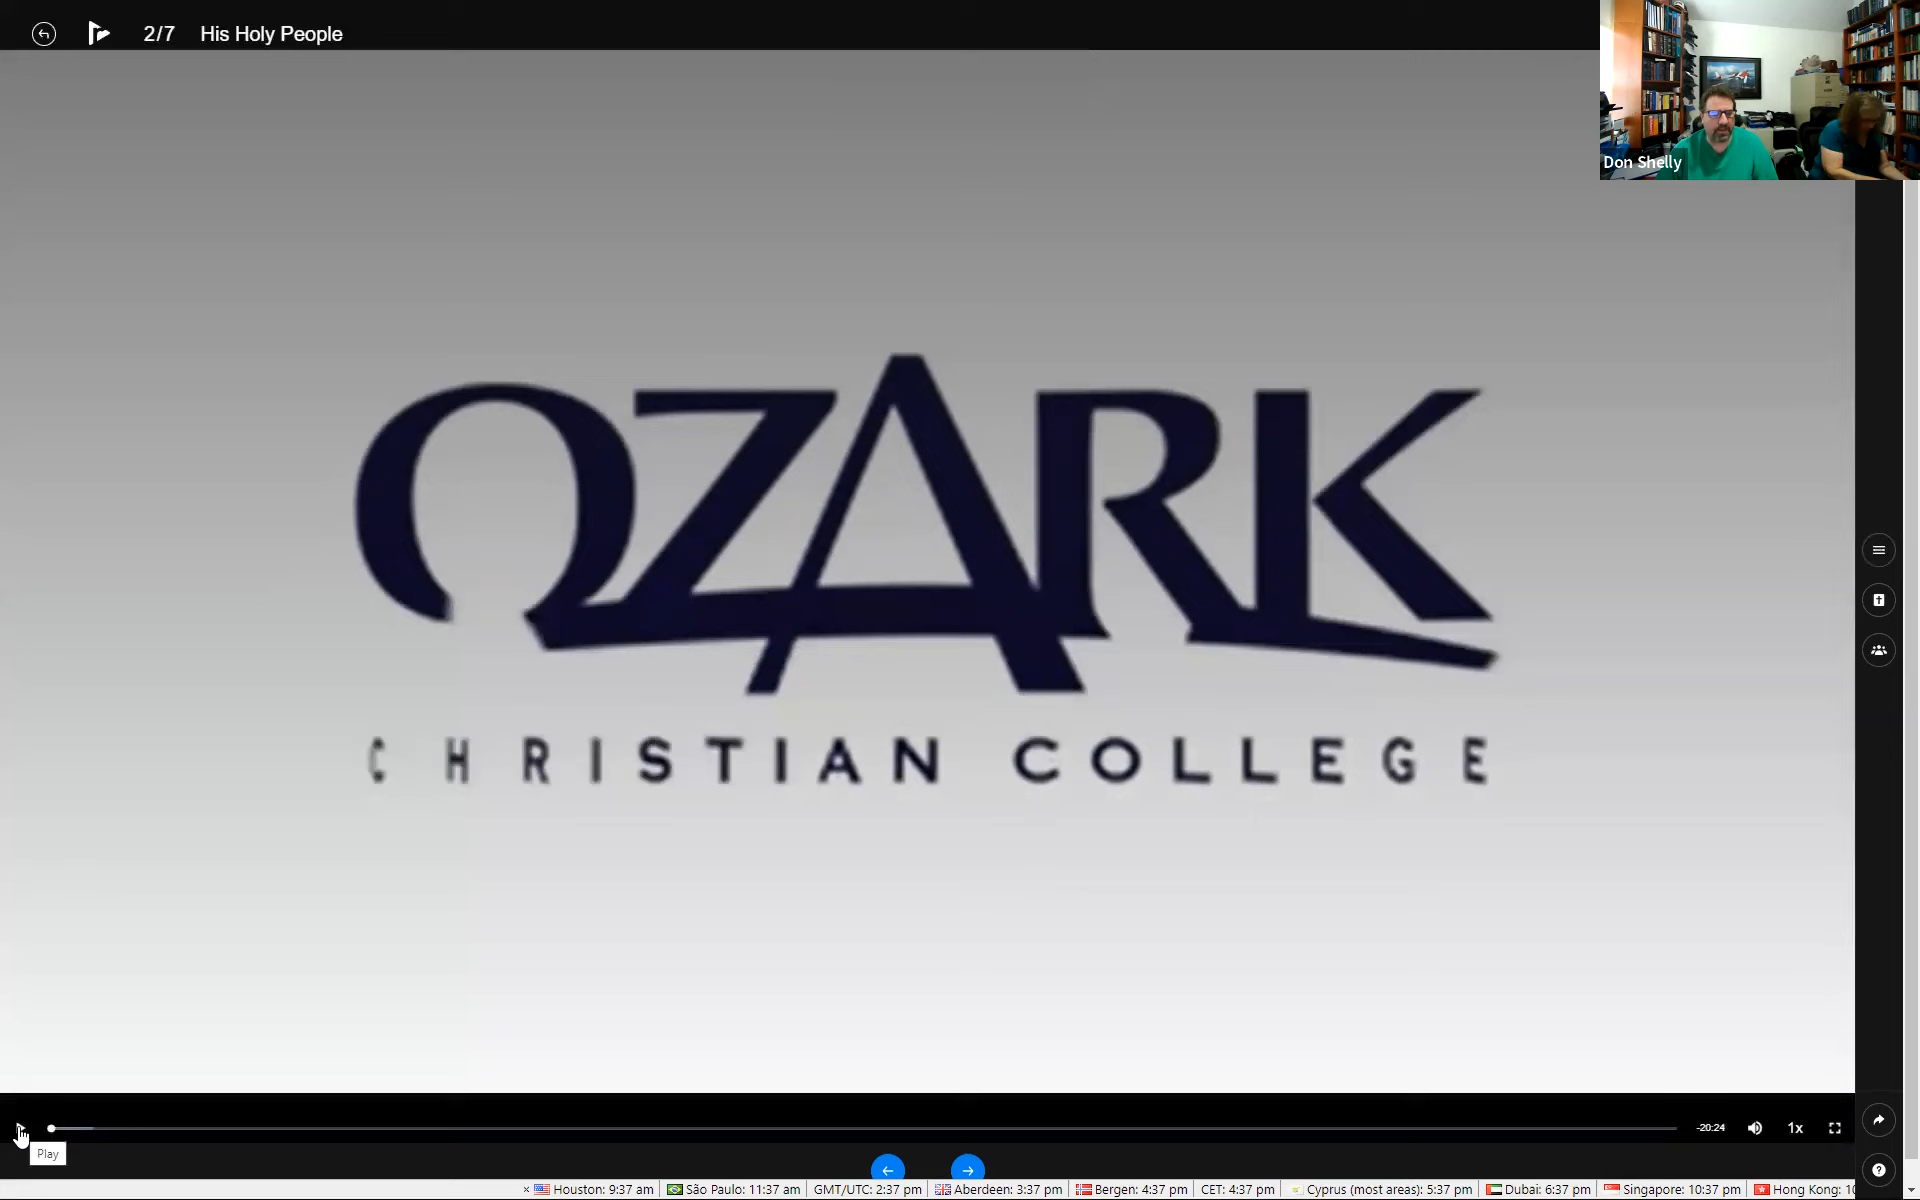 2/7 His Holy People
Don Shelly
OZARK
CHRISTIAN COLLEGE
-20:24
1x
Play
× Houston: 9:37 am São Paulo: 11:37 am GMT/UTC: 2:37 pm Aberdeen: 3:37 pm Bergen: 4:37 pm CET: 4:37 pm Cyprus (most areas): 5:37 pm Dubai: 6:37 pm Singapore: 10:37 pm Hong Kong: 10